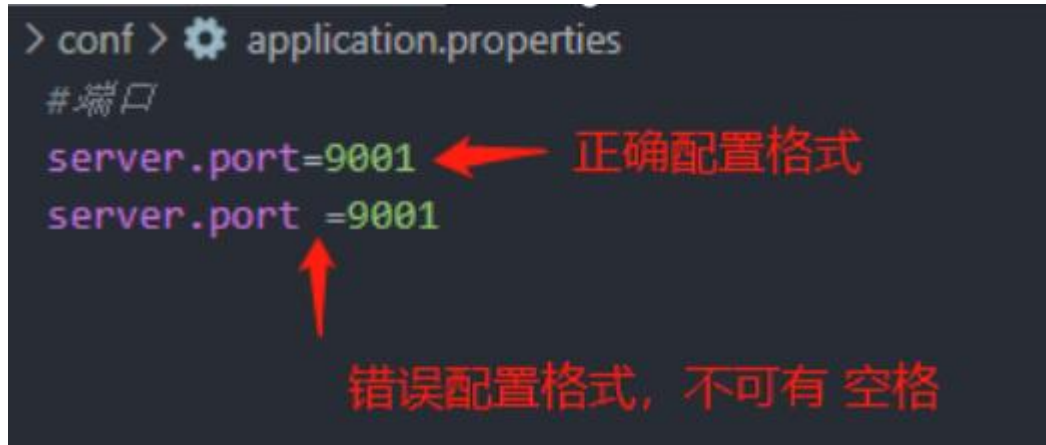 > conf > application.properties
#端口
server.port=9001 正确配置格式
server.port =9001
错误配置格式，不可有 空格